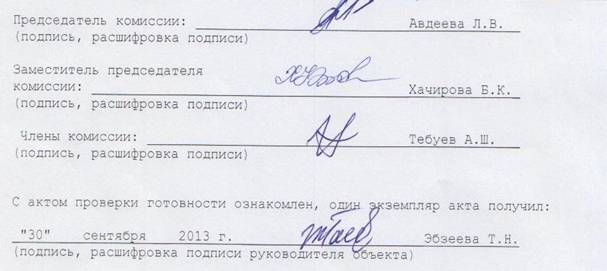 Председатель комиссии: Авдеева Л.В.
(подпись, расшифровка подписи)
Заместитель председателя
комиссии: Хачирова Б.К.
(подпись, расшифровка подписи)
Члены комиссии: Тебуев А.Ш.
(подпись, расшифровка подписи)
С актом проверки готовности ознакомлен, один экземпляр акта получил:
"30" сентября 2013 г. Эбзеева Т.Н.
(подпись, расшифровка подписи руководителя объекта)